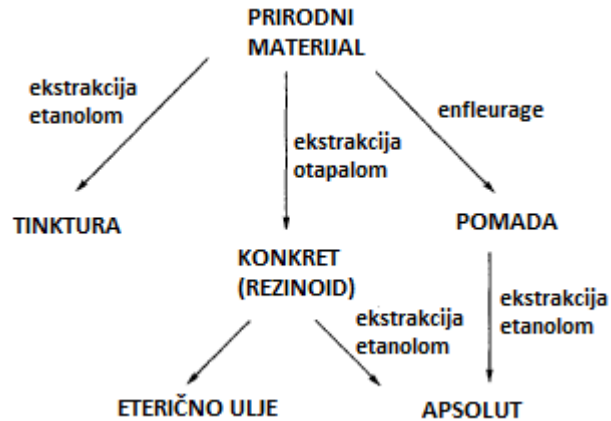 PRIRODNI
MATERIJAL
ekstrakcija
etanolom
enfleurage
ekstrakcija
otapalom
TINKTURA
POMADA
KONKRET
(REZINOID)
ekstrakcija
etanolom
ekstrakcija
etanolom
ETERIČNO ULJE
APSOLUT